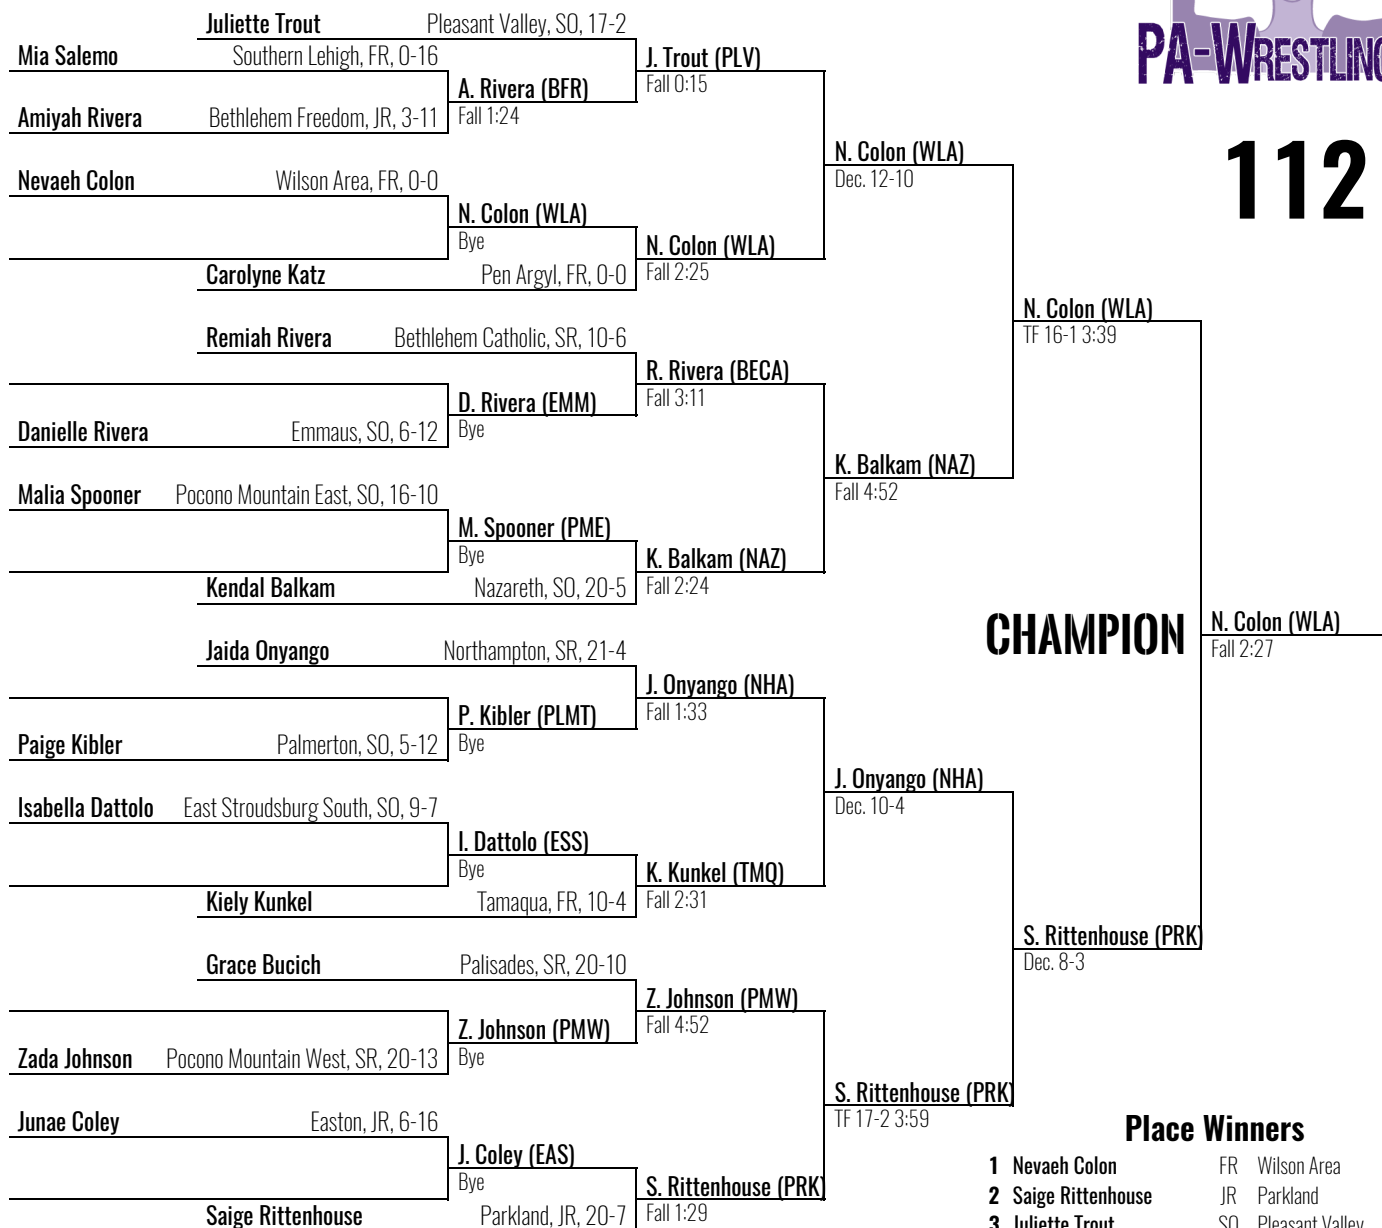 Juliette Trout Pleasant Valley, SO, 17-2
Mia Salemo Southern Lehigh, FR, 0-16
J. Trout (PLV)
Fall 0:15
A. Rivera (BFR)
Fall 1:24
Amiyah Rivera Bethlehem Freedom, JR, 3-11
PA-WRESTLING
112
N. Colon (WLA)
Dec. 12-10
Nevaeh Colon Wilson Area, FR, 0-0
N. Colon (WLA)
Bye
N. Colon (WLA)
Fall 2:25
Carolyne Katz Pen Argyl, FR, 0-0
N. Colon (WLA)
TF 16-1 3:39
Remiah Rivera Bethlehem Catholic, SR, 10-6
R. Rivera (BECA)
Fall 3:11
D. Rivera (EMM)
Bye
Danielle Rivera Emmaus, SO, 6-12
K. Balkam (NAZ)
Fall 4:52
Malia Spooner Pocono Mountain East, SO, 16-10
M. Spooner (PME)
Bye
K. Balkam (NAZ)
Fall 2:24
Kendal Balkam Nazareth, SO, 20-5
CHAMPION
N. Colon (WLA)
Fall 2:27
Jaida Onyango Northampton, SR, 21-4
J. Onyango (NHA)
Fall 1:33
P. Kibler (PLMT)
Bye
Paige Kibler Palmerton, SO, 5-12
J. Onyango (NHA)
Dec. 10-4
Isabella Dattolo East Stroudsburg South, SO, 9-7
I. Dattolo (ESS)
Bye
K. Kunkel (TMQ)
Fall 2:31
Kiely Kunkel Tamaqua, FR, 10-4
S. Rittenhouse (PRK)
Dec. 8-3
Grace Bucich Palisades, SR, 20-10
Z. Johnson (PMW)
Fall 4:52
Z. Johnson (PMW)
Bye
Zada Johnson Pocono Mountain West, SR, 20-13
S. Rittenhouse (PRK)
TF 17-2 3:59
Junae Coley Easton, JR, 6-16
J. Coley (EAS)
Bye
S. Rittenhouse (PRK)
Fall 1:29
Saige Rittenhouse Parkland, JR, 20-7
Place Winners
1 Nevaeh Colon FR Wilson Area
2 Saige Rittenhouse JR Parkland
3 Juliette Trout SO Pleasant Valley